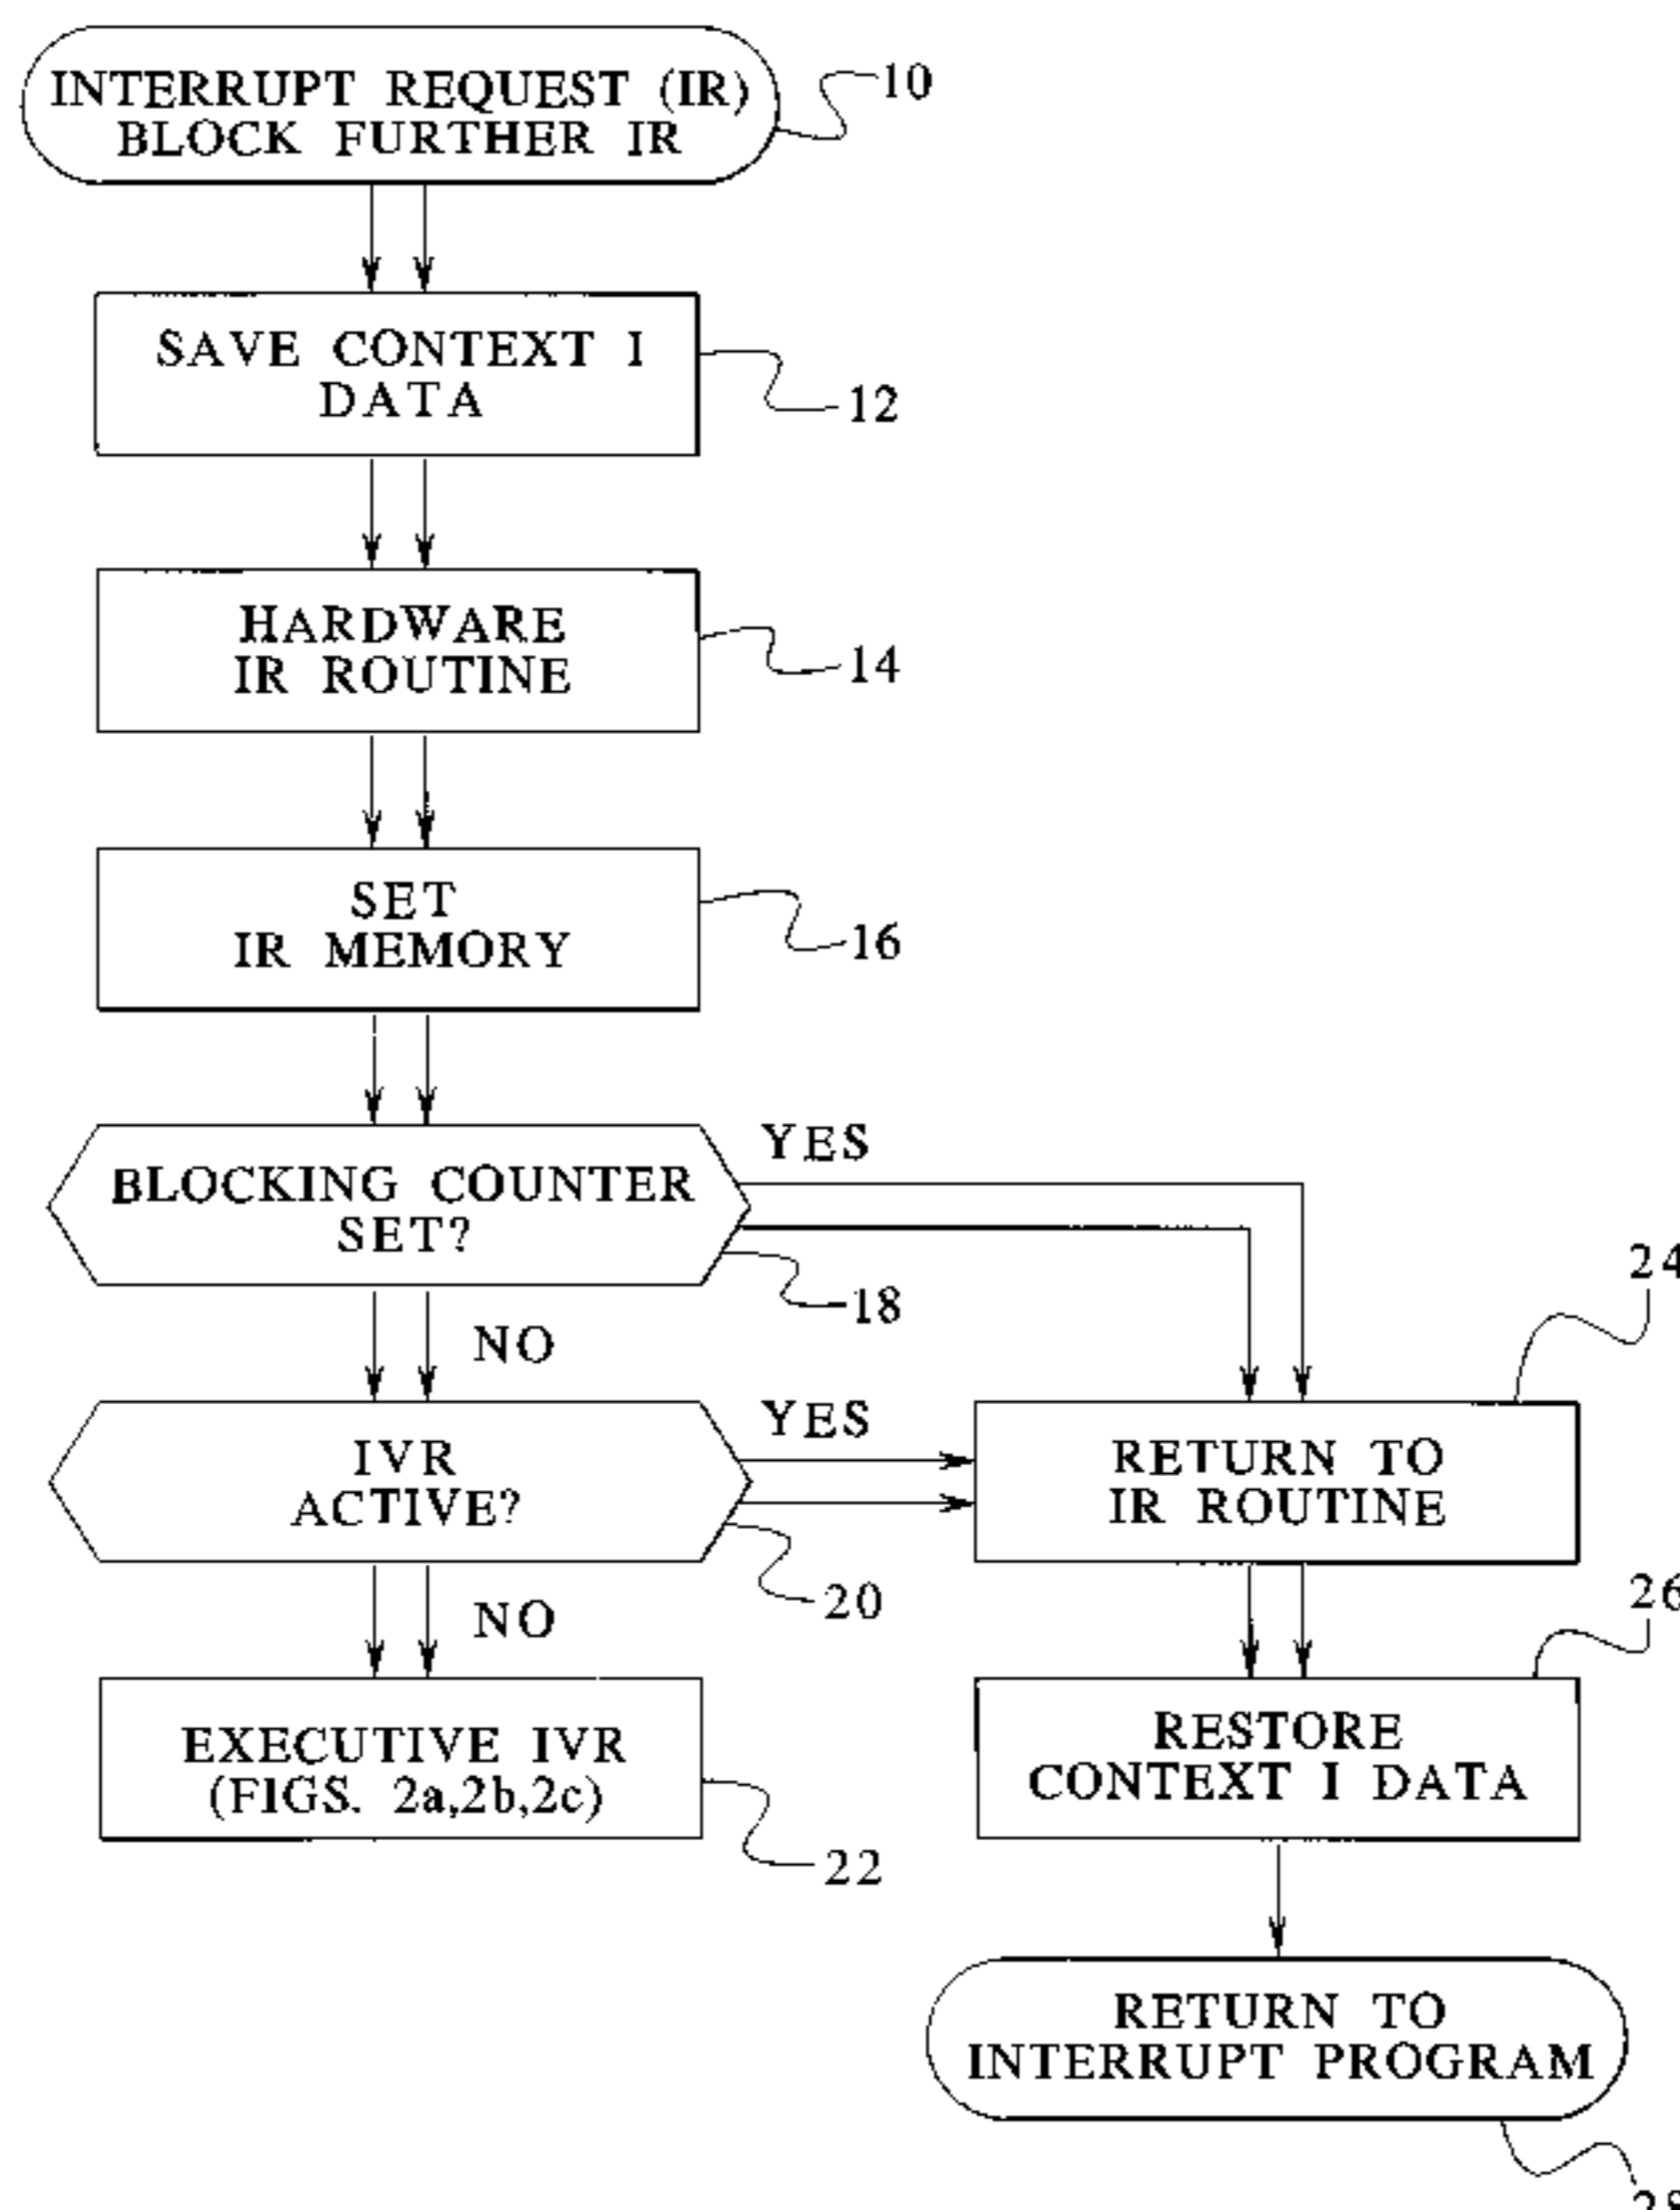 INTERRUPT REQUEST (IR)
BLOCK FURTHER IR
10
SAVE CONTEXT I
DATA
12
HARDWARE
IR ROUTINE
14
SET
IR MEMORY
16
BLOCKING COUNTER
SET?
YES
18
NO
24
IVR
ACTIVE?
YES
20
NO
RETURN TO
IR ROUTINE
26
EXECUTIVE IVR
(FIGS. 2a,2b,2c)
22
RESTORE
CONTEXT I DATA
RETURN TO
INTERRUPT PROGRAM
28